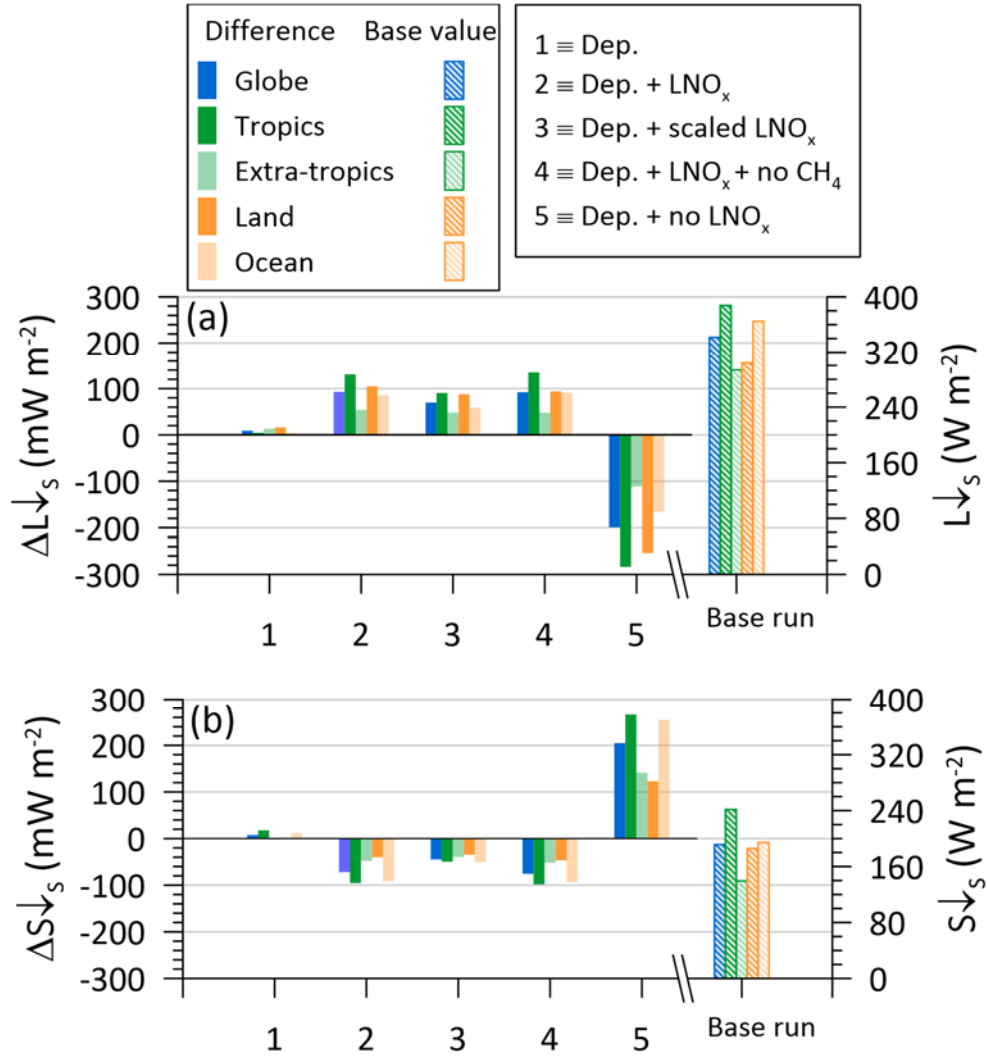 Difference Base value
Globe
Tropics
Extra-tropics
Land
Ocean
1 ≡ Dep.
2 ≡ Dep. + LNOₓ
3 ≡ Dep. + scaled LNOₓ
4 ≡ Dep. + LNOₓ + no CH₄
5 ≡ Dep. + no LNOₓ
(a)
ΔL↓ₛ (mW m⁻²)
300
200
100
0
-100
-200
-300
L↓ₛ (W m⁻²)
400
320
240
160
80
0
1 2 3 4 5 Base run
(b)
ΔS↓ₛ (mW m⁻²)
300
200
100
0
-100
-200
-300
S↓ₛ (W m⁻²)
400
320
240
160
80
0
1 2 3 4 5 Base run